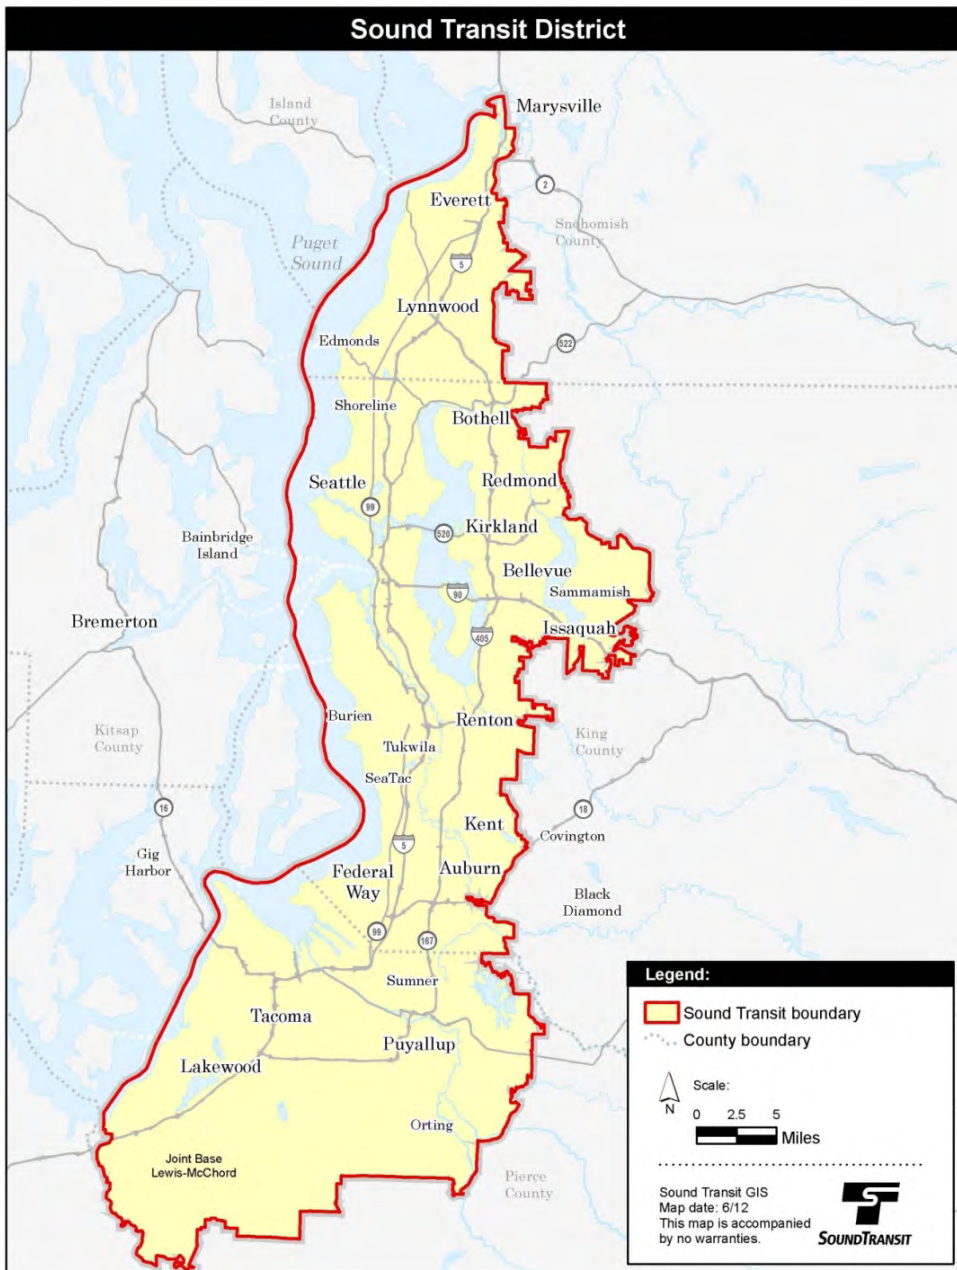 Sound Transit District
Island
County
Marysville
2
Everett
Snohomish
County
Puget
Sound
5
Lynnwood
Edmonds
522
Shoreline
Bothell
Seattle
Redmond
99
Kirkland
520
Bainbridge
Island
Bellevue
90
Sammamish
Bremerton
Issaquah
405
Burien
Renton
Kitsap
County
Tukwila
King
County
SeaTac
16
18
Kent
Covington
5
Gig
Harbor
Federal
Way
Auburn
Black
Diamond
99
167
Sumner
Tacoma
Puyallup
Lakewood
Orting
Joint Base
Lewis-McChord
Pierce
County
Legend:
Sound Transit boundary
County boundary
Scale:
N
0 2.5 5
Miles
Sound Transit GIS
Map date: 6/12
This map is accompanied
by no warranties.
SOUNDTRANSIT